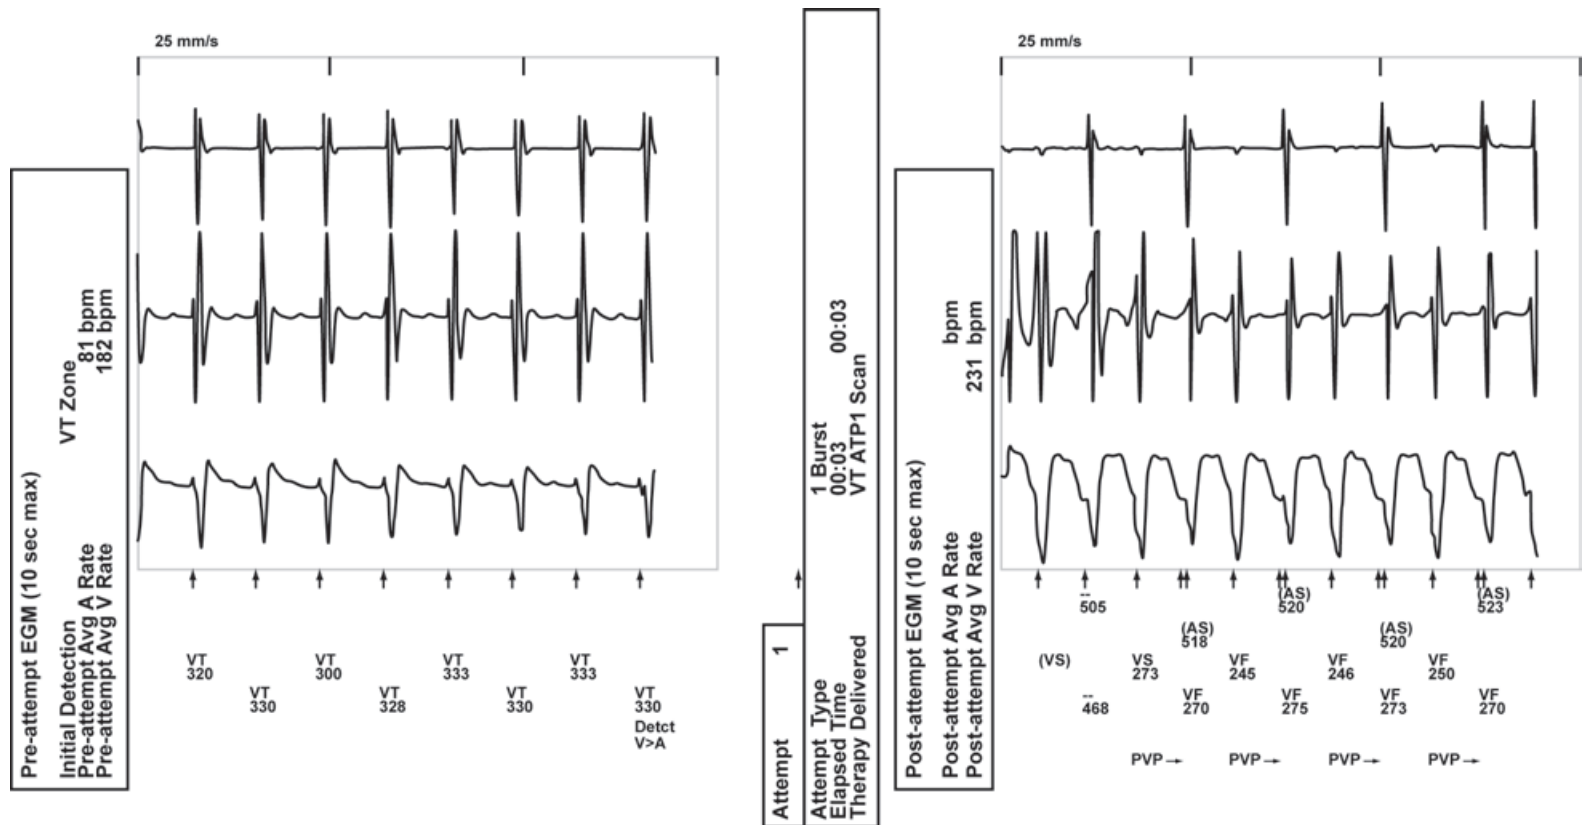 25 mm/s
Pre-attempt EGM (10 sec max)
Initial Detection VT Zone
Pre-attempt Avg A Rate 81 bpm
Pre-attempt Avg V Rate 182 bpm
VT
320
VT
330
VT
300
VT
328
VT
333
VT
330
VT
333
VT
330
Detct
V>A
Attempt 1
Attempt Type 1 Burst
Elapsed Time 00:03 00:03
Therapy Delivered VT ATP1 Scan
25 mm/s
Post-attempt EGM (10 sec max)
Post-attempt Avg A Rate bpm
Post-attempt Avg V Rate 231 bpm
--
505
(AS)
520
(AS)
523
(AS)
518
(AS)
520
(VS)
VS
273
VF
245
VF
246
VF
250
--
468
VF
270
VF
275
VF
273
VF
270
PVP→
PVP→
PVP→
PVP→